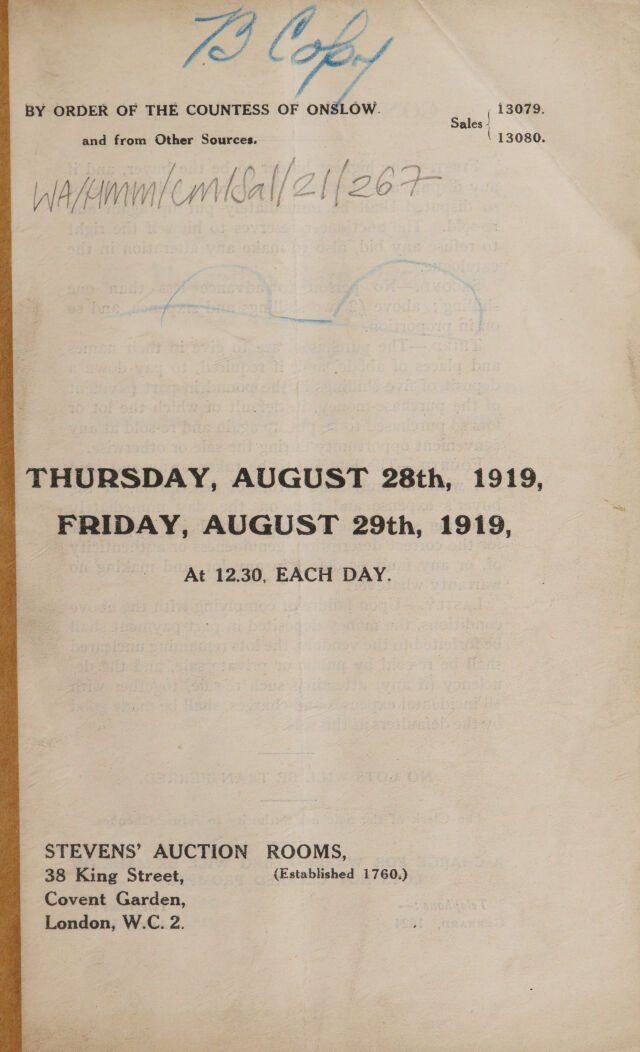 B Copy
BY ORDER OF THE COUNTESS OF ONSLOW.
and from Other Sources.
Sales { 13079.
13080.
WA/HMM/CM/Sal/21/267
THURSDAY, AUGUST 28th, 1919,
FRIDAY, AUGUST 29th, 1919,
At 12.30. EACH DAY.
STEVENS' AUCTION ROOMS,
38 King Street, (Established 1760.)
Covent Garden,
London, W.C. 2.